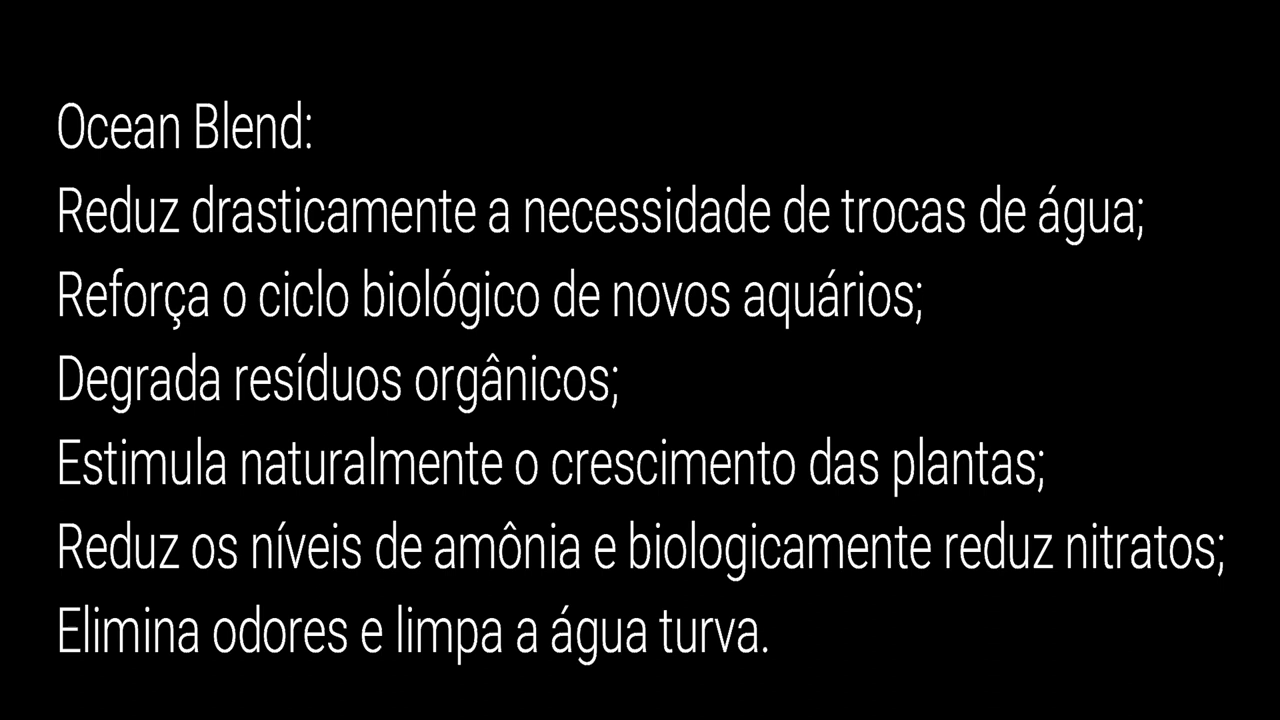 Ocean Blend:
Reduz drasticamente a necessidade de trocas de água;
Reforça o ciclo biológico de novos aquários;
Degrada resíduos orgânicos;
Estimula naturalmente o crescimento das plantas;
Reduz os níveis de amônia e biologicamente reduz nitratos;
Elimina odores e limpa a água turva.